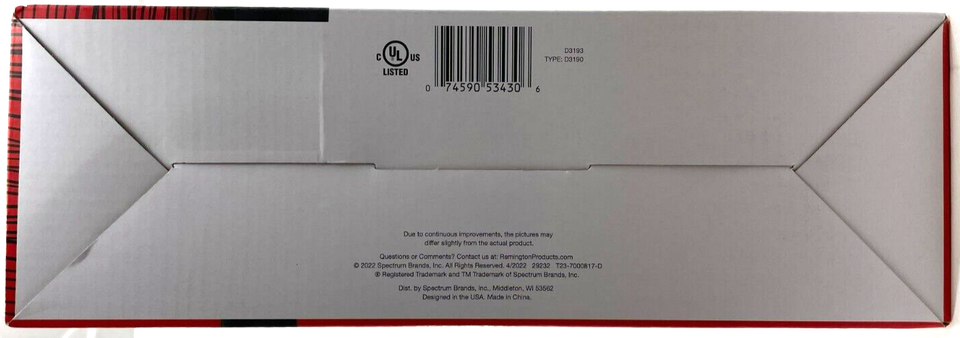 C UL US
LISTED
0 74590 53430 6
D3193
TYPE: D3190
Due to continuous improvements, the pictures may
differ slightly from the actual product.
Questions or Comments? Contact us at: RemingtonProducts.com
© 2022 Spectrum Brands, Inc. All Rights Reserved. 4/2022 29232 T23-7000817-D
® Registered Trademark and TM Trademark of Spectrum Brands, Inc.
Dist. by Spectrum Brands, Inc., Middleton, WI 53562
Designed in the USA. Made in China.